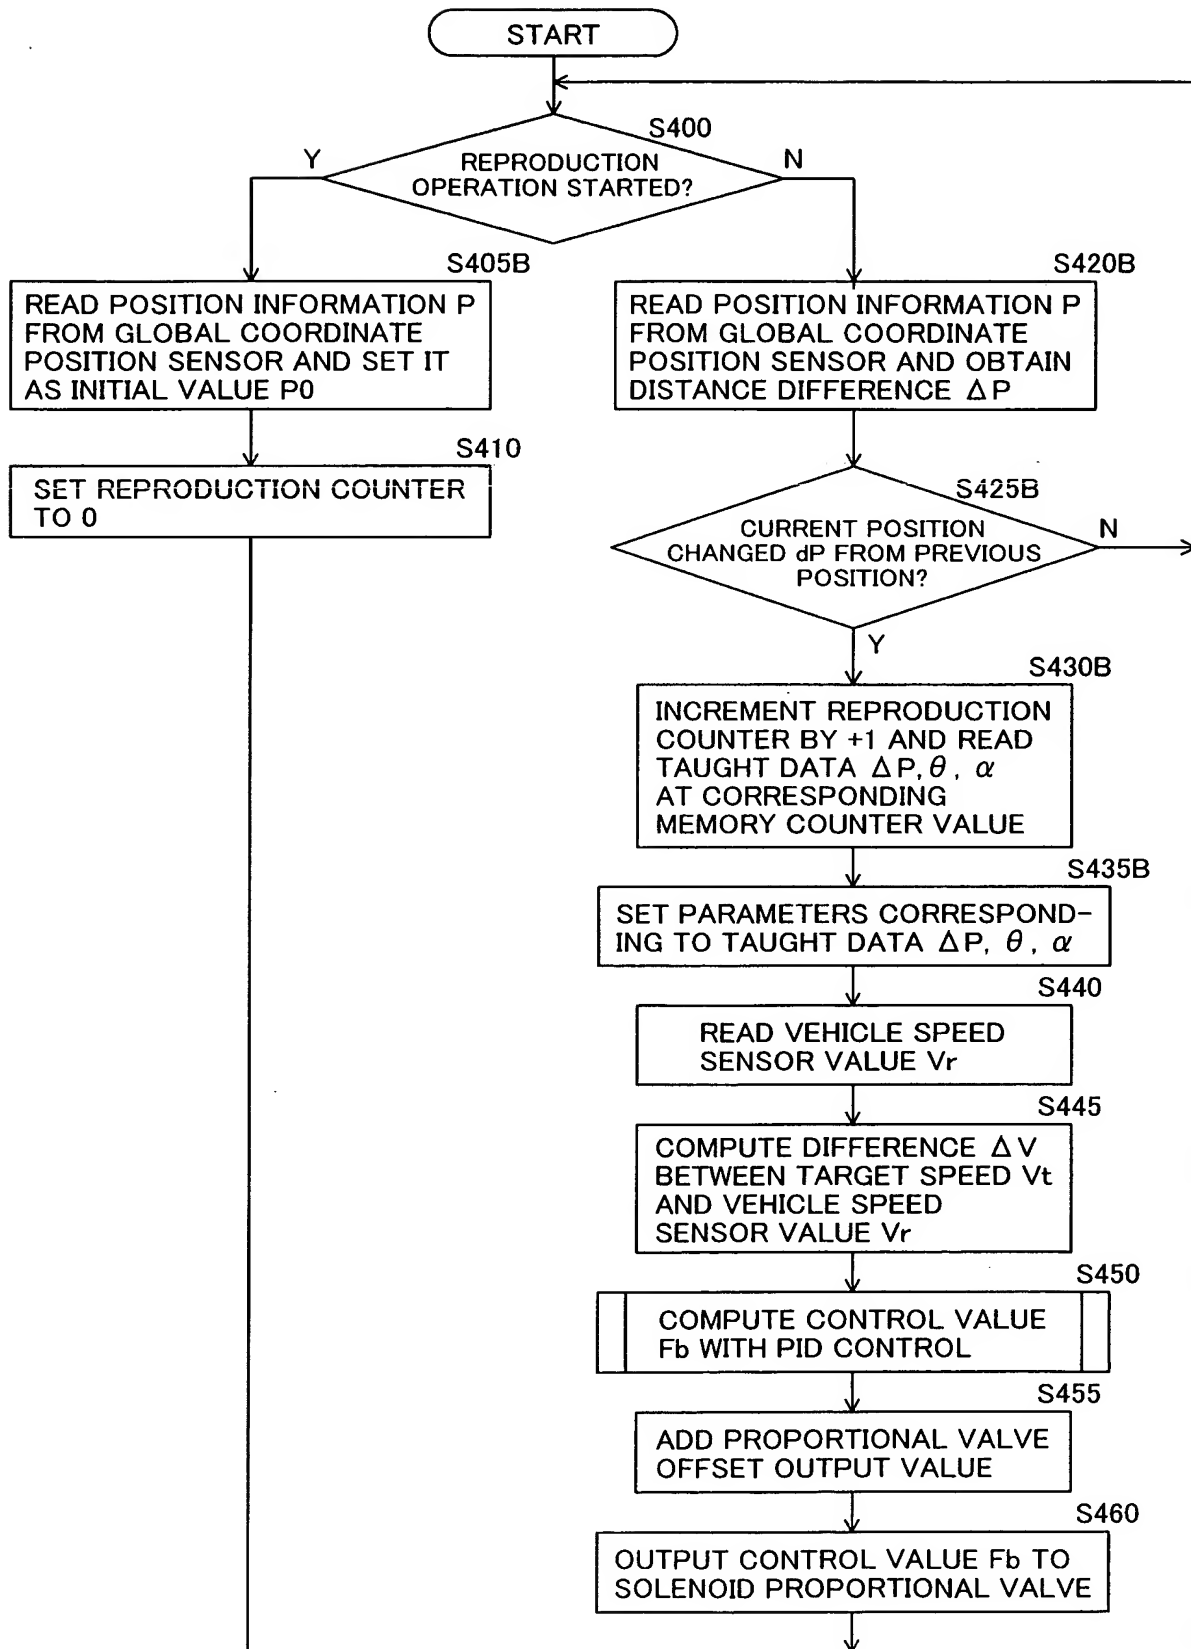 START
S400
Y
REPRODUCTION
OPERATION STARTED?
N
S405B
READ POSITION INFORMATION P
FROM GLOBAL COORDINATE
POSITION SENSOR AND SET IT
AS INITIAL VALUE P0
S410
SET REPRODUCTION COUNTER
TO 0
S420B
READ POSITION INFORMATION P
FROM GLOBAL COORDINATE
POSITION SENSOR AND OBTAIN
DISTANCE DIFFERENCE ΔP
S425B
CURRENT POSITION
CHANGED dP FROM PREVIOUS
POSITION?
N
Y
S430B
INCREMENT REPRODUCTION
COUNTER BY +1 AND READ
TAUGHT DATA ΔP, θ, α
AT CORRESPONDING
MEMORY COUNTER VALUE
S435B
SET PARAMETERS CORRESPOND-
ING TO TAUGHT DATA ΔP, θ, α
S440
READ VEHICLE SPEED
SENSOR VALUE Vr
S445
COMPUTE DIFFERENCE ΔV
BETWEEN TARGET SPEED Vt
AND VEHICLE SPEED
SENSOR VALUE Vr
S450
COMPUTE CONTROL VALUE
Fb WITH PID CONTROL
S455
ADD PROPORTIONAL VALVE
OFFSET OUTPUT VALUE
S460
OUTPUT CONTROL VALUE Fb TO
SOLENOID PROPORTIONAL VALVE